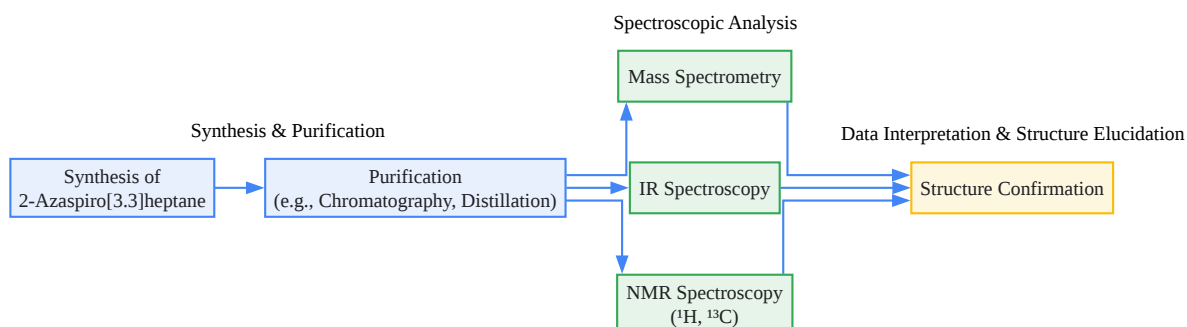 Spectroscopic Analysis
Mass Spectrometry
Synthesis & Purification
Data Interpretation & Structure Elucidation
Synthesis of
2-Azaspiro[3.3]heptane
Purification
(e.g., Chromatography, Distillation)
IR Spectroscopy
Structure Confirmation
NMR Spectroscopy
(¹H, ¹³C)